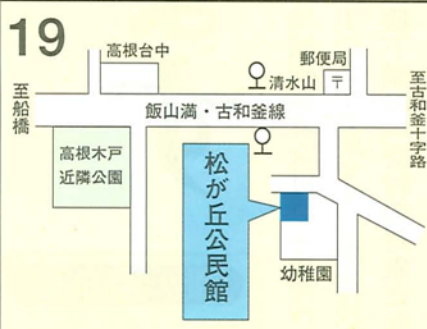 19
高根台中
郵便局
清水山
〒
至船橋
飯山満・古和釜線
至古和釜十字路
高根木戸
近隣公園
松が丘公民館
幼稚園